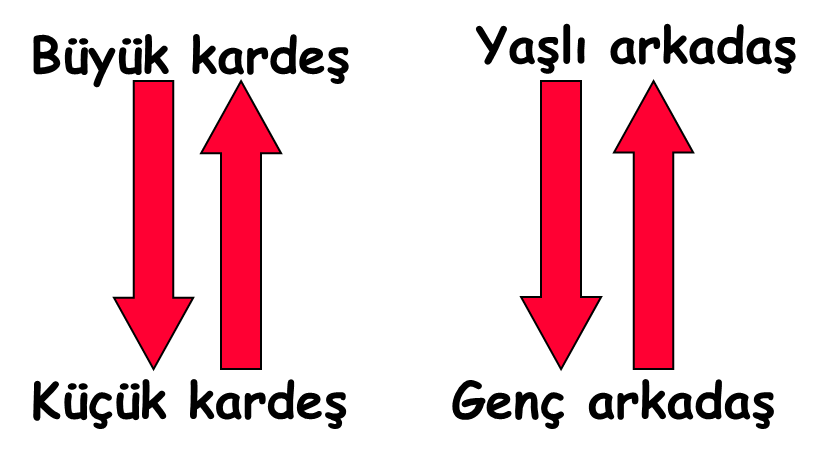 Büyük kardeş
Yaşlı arkadaş
Küçük kardeş
Genç arkadaş